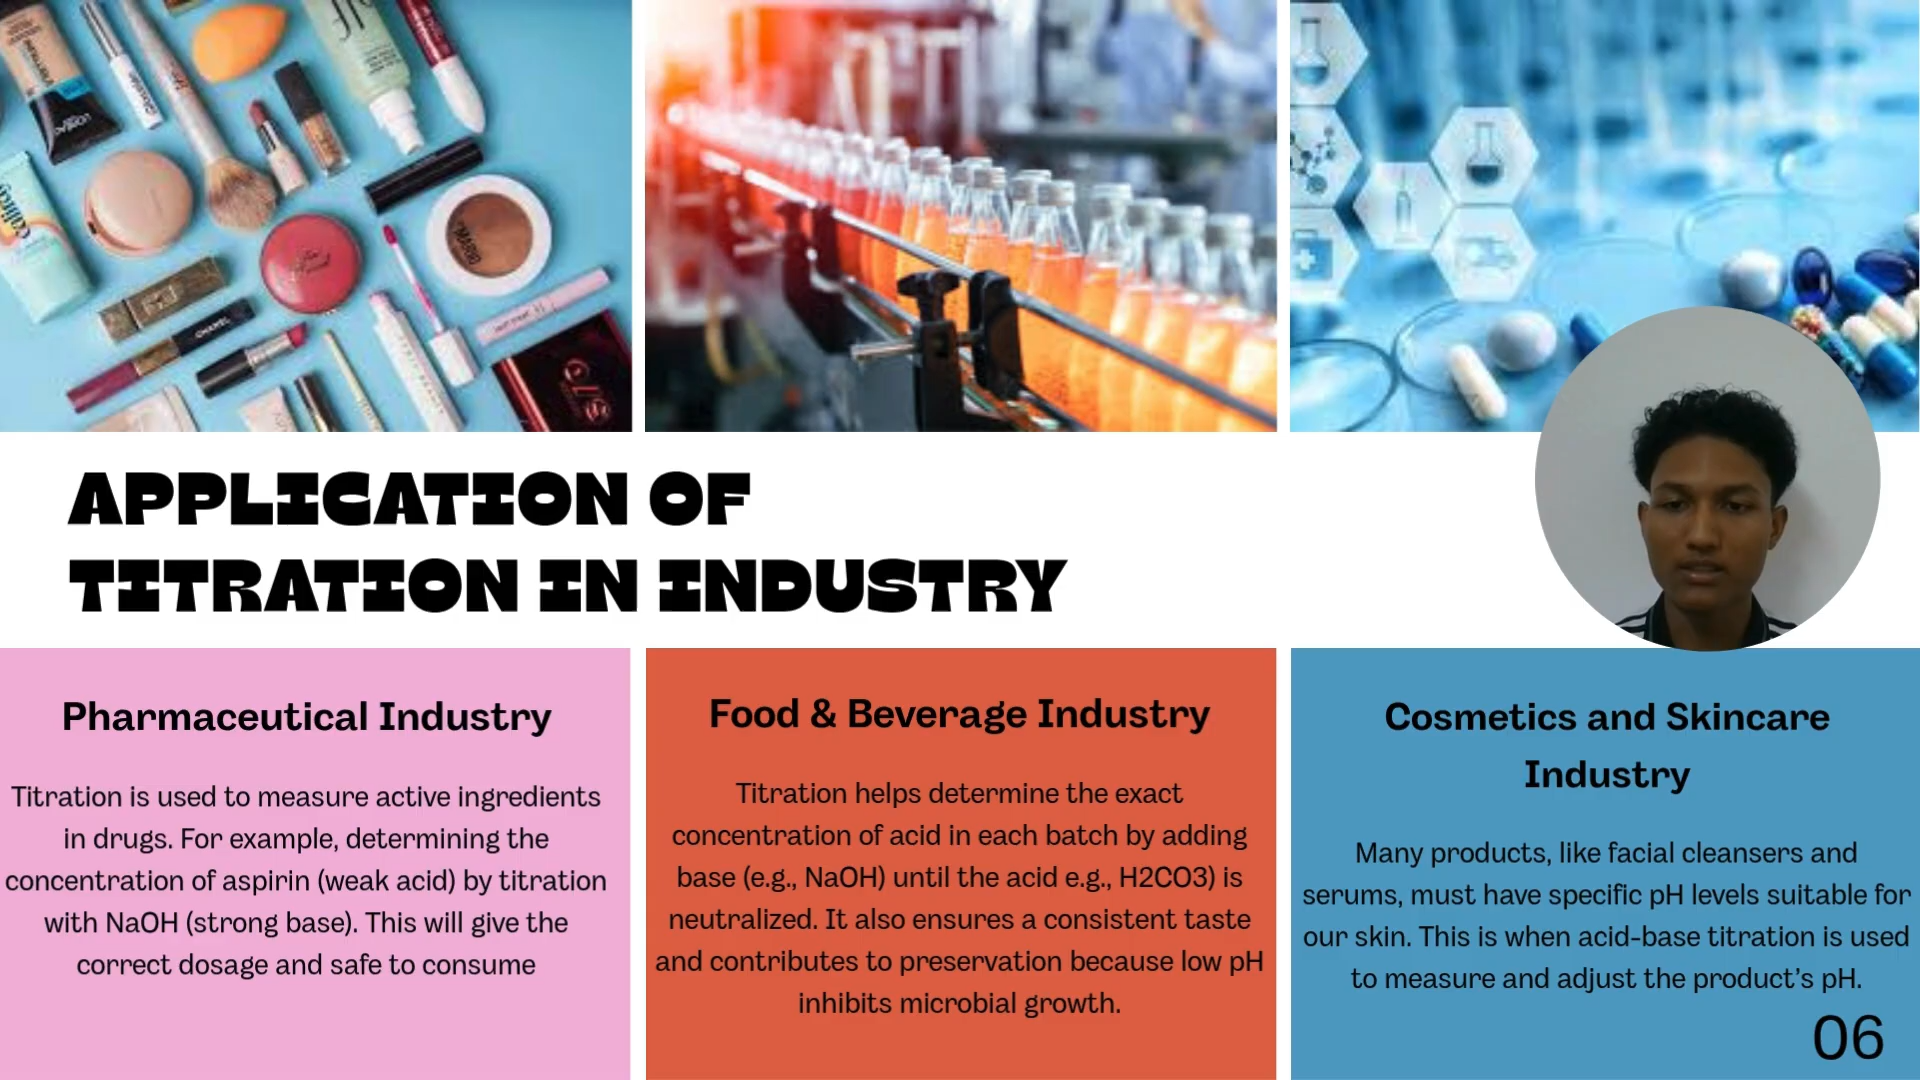 CHANEL
APPLICATION OF
TITRATION IN INDUSTRY
Pharmaceutical Industry
Titration is used to measure active ingredients
in drugs. For example, determining the
concentration of aspirin (weak acid) by titration
with NaOH (strong base). This will give the
correct dosage and safe to consume
Food & Beverage Industry
Titration helps determine the exact
concentration of acid in each batch by adding
base (e.g., NaOH) until the acid e.g., H2CO3) is
neutralized. It also ensures a consistent taste
and contributes to preservation because low pH
inhibits microbial growth.
Cosmetics and Skincare
Industry
Many products, like facial cleansers and
serums, must have specific pH levels suitable for
our skin. This is when acid-base titration is used
to measure and adjust the product's pH.
06